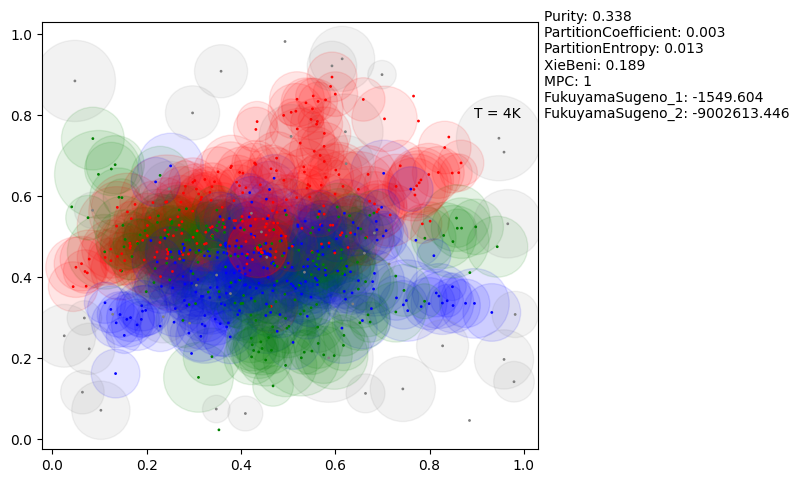 Purity: 0.338
PartitionCoefficient: 0.003
PartitionEntropy: 0.013
XieBeni: 0.189
MPC: 1
FukuyamaSugeno_1: -1549.604
FukuyamaSugeno_2: -9002613.446
T = 4K
1.0
0.8
0.6
0.4
0.2
0.0
0.0 0.2 0.4 0.6 0.8 1.0